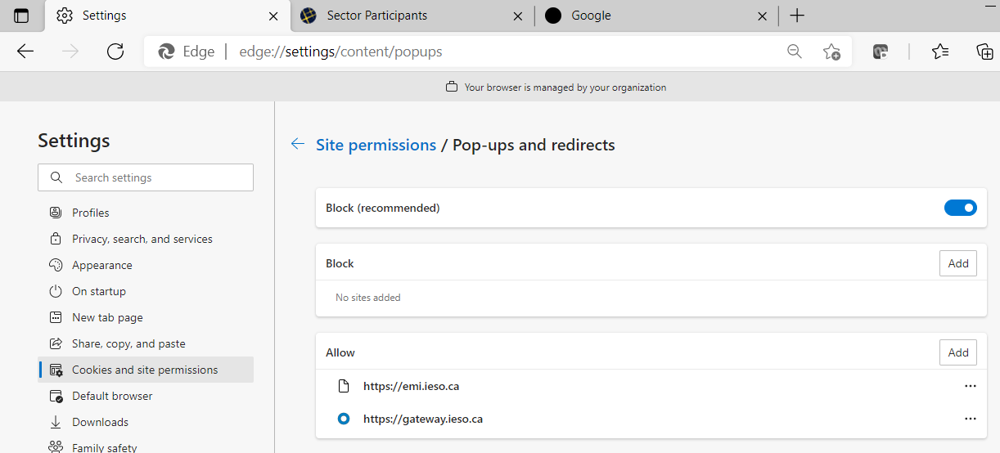 Settings
Sector Participants
Google
Edge
edge://settings/content/popups
Your browser is managed by your organization
Settings
Search settings
Profiles
Privacy, search, and services
Appearance
On startup
New tab page
Share, copy, and paste
Cookies and site permissions
Default browser
Downloads
Family safety
Site permissions / Pop-ups and redirects
Block (recommended)
Block
Add
No sites added
Allow
Add
https://emi.ieso.ca
https://gateway.ieso.ca